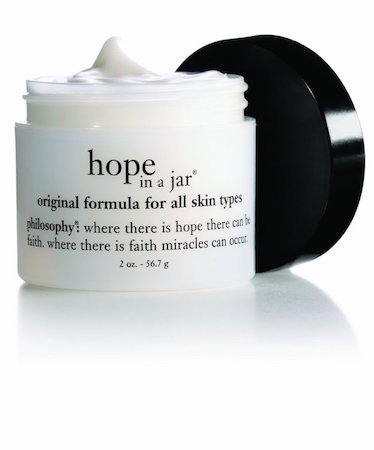 hope
in a jar®
original formula for all skin types
philosophy®: where there is hope there can be
faith. where there is faith miracles can occur.
2 oz. - 56.7 g